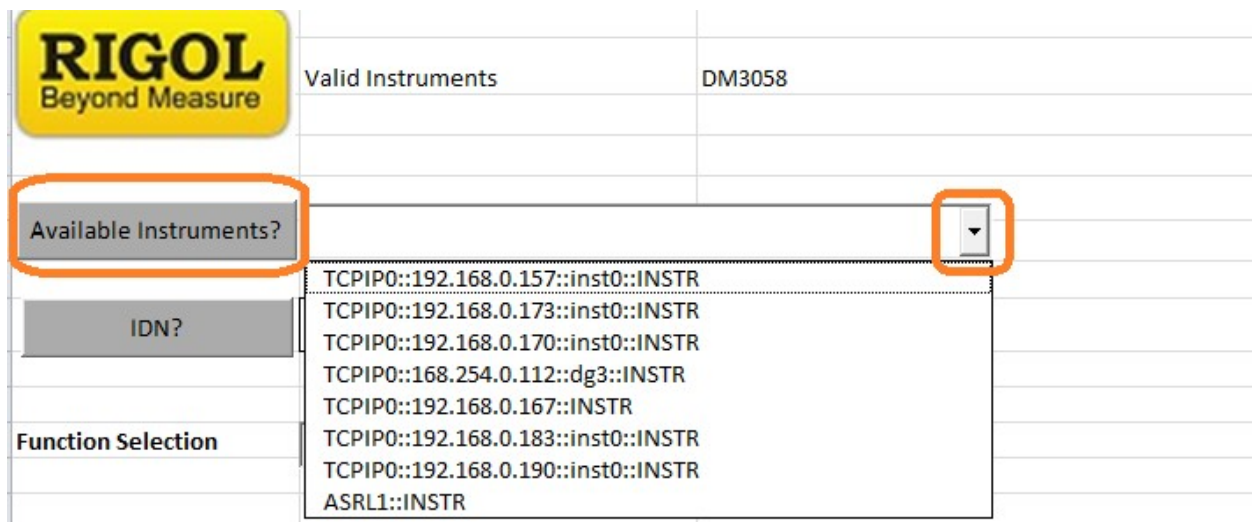 RIGOL
Beyond Measure
Valid Instruments DM3058
Available Instruments?
TCPIP0::192.168.0.157::inst0::INSTR
TCPIP0::192.168.0.173::inst0::INSTR
IDN?
TCPIP0::192.168.0.170::inst0::INSTR
TCPIP0::168.254.0.112::dg3::INSTR
TCPIP0::192.168.0.167::INSTR
Function Selection
TCPIP0::192.168.0.183::inst0::INSTR
TCPIP0::192.168.0.190::inst0::INSTR
ASRL1::INSTR